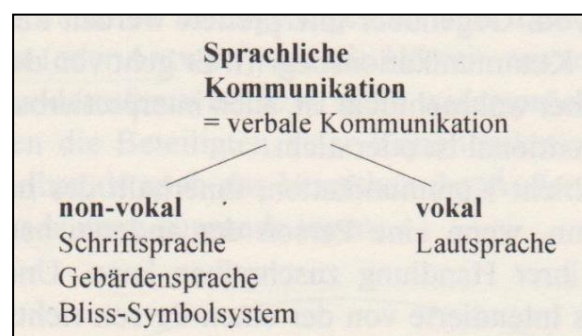 Sprachliche
Kommunikation
= verbale Kommunikation
non-vokal
Schriftsprache
Gebärdensprache
Bliss-Symbolsystem
vokal
Lautsprache